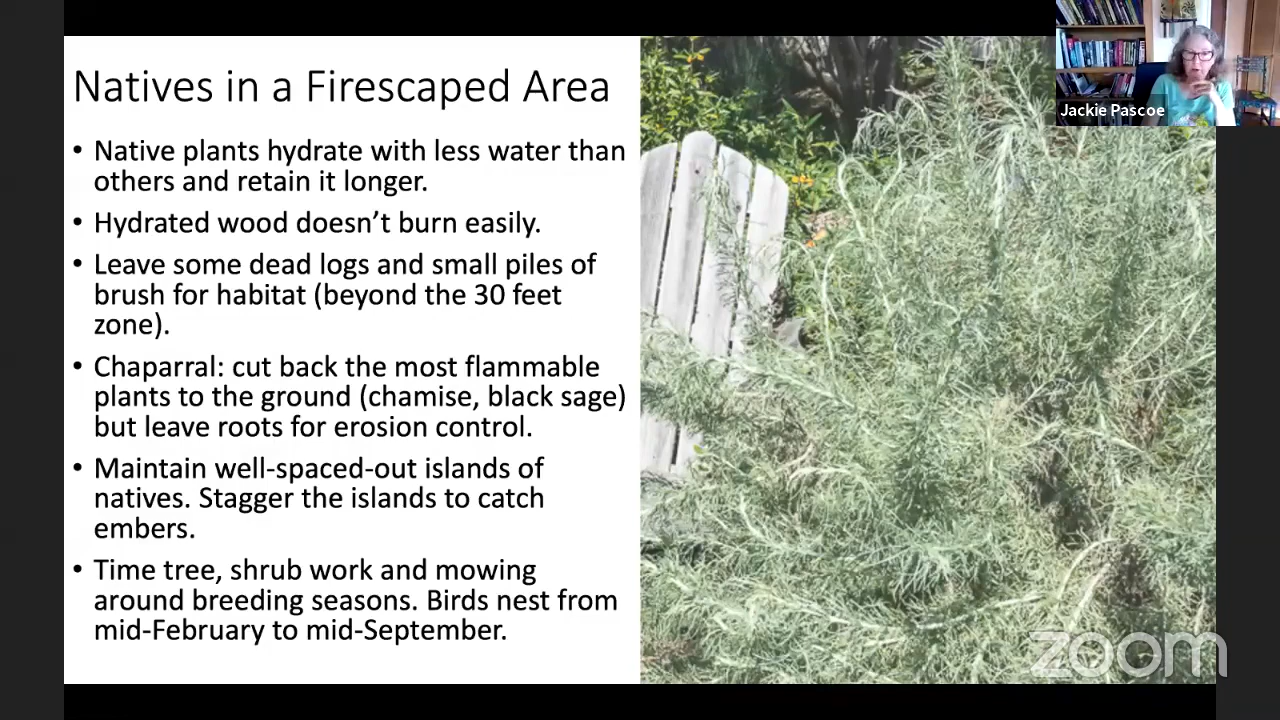 Natives in a Firescaped Area
• Native plants hydrate with less water than
others and retain it longer.
• Hydrated wood doesn’t burn easily.
• Leave some dead logs and small piles of
brush for habitat (beyond the 30 feet
zone).
• Chaparral: cut back the most flammable
plants to the ground (chamise, black sage)
but leave roots for erosion control.
• Maintain well-spaced-out islands of
natives. Stagger the islands to catch
embers.
• Time tree, shrub work and mowing
around breeding seasons. Birds nest from
mid-February to mid-September.
Jackie Pascoe
zoom